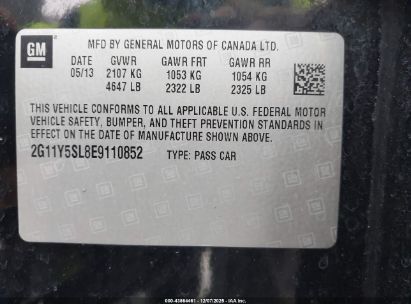 GM
MFD BY GENERAL MOTORS OF CANADA LTD.
DATE GVWR GAWR FRT GAWR RR
05/13 2107 KG 1053 KG 1054 KG
4647 LB 2322 LB 2325 LB
THIS VEHICLE CONFORMS TO ALL APPLICABLE U.S. FEDERAL MOTOR
VEHICLE SAFETY, BUMPER, AND THEFT PREVENTION STANDARDS
IN EFFECT ON THE DATE OF MANUFACTURE SHOWN ABOVE.
2G11Y5SL8E9110852 TYPE: PASS CAR